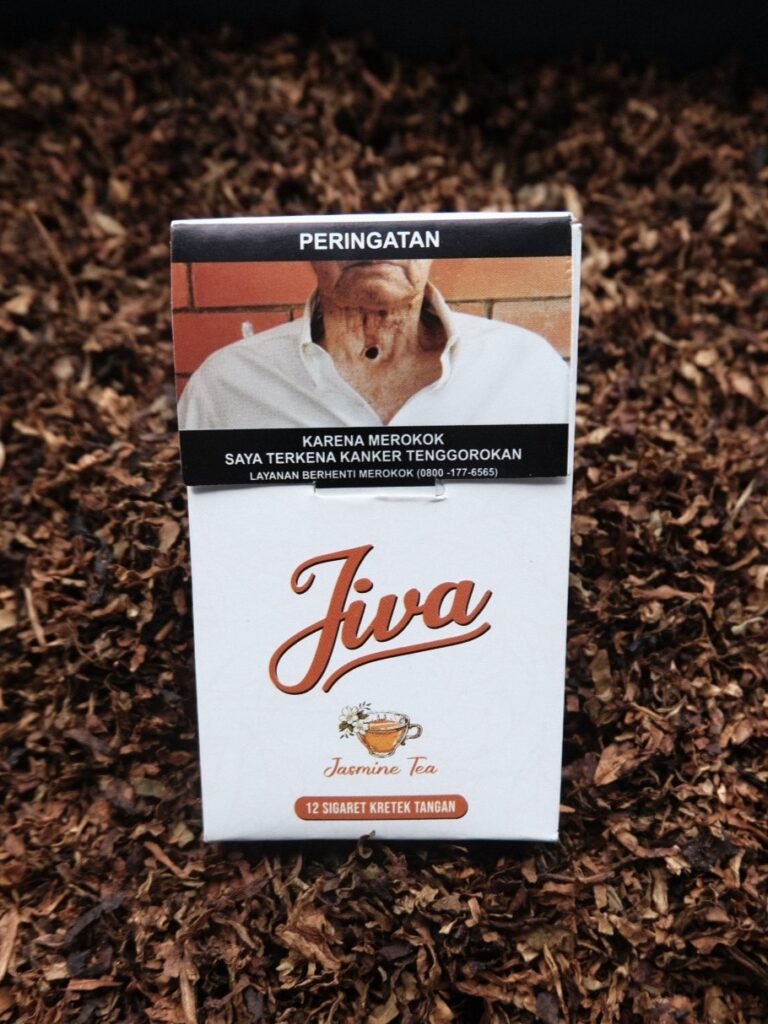 PERINGATAN
KARENA MEROKOK
SAYA TERKENA KANKER TENGGOROKAN
LAYANAN BERHENTI MEROKOK (0800 -177-6565)
Jiva
Jasmine Tea
12 SIGARET KRETEK TANGAN